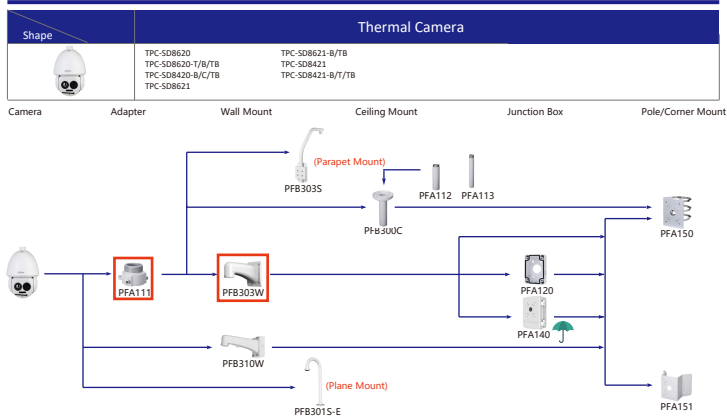 Thermal Camera
Shape
TPC-SD8620
TPC-SD8620-T/B/TB
TPC-SD8420-B/C/TB
TPC-SD8621
TPC-SD8621-B/TB
TPC-SD8421
TPC-SD8421-B/T/TB
Camera Adapter Wall Mount Ceiling Mount Junction Box Pole/Corner Mount
(Parapet Mount)
PFB303S
PFA112 PFA113
PFB300C
PFA150
PFA111
PFB303W
PFA120
PFA140
PFB310W
(Plane Mount)
PFB301S-E
PFA151